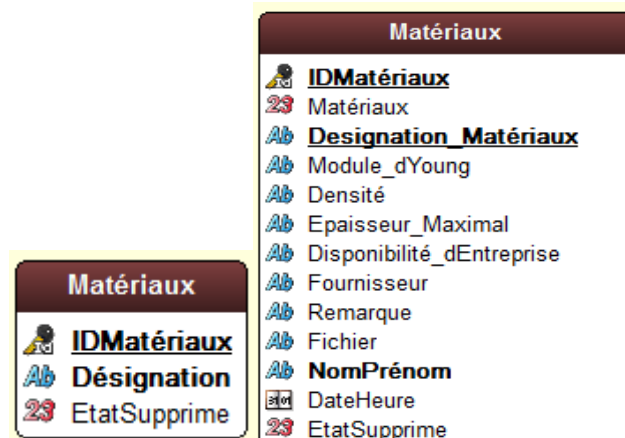 Matériaux
IDMatériaux
Désignation
EtatSupprime
Matériaux
IDMatériaux
Matériaux
Designation_Matériaux
Module_dYoung
Densité
Epaisseur_Maximal
Disponibilité_dEntreprise
Fournisseur
Remarque
Fichier
NomPrénom
DateHeure
EtatSupprime